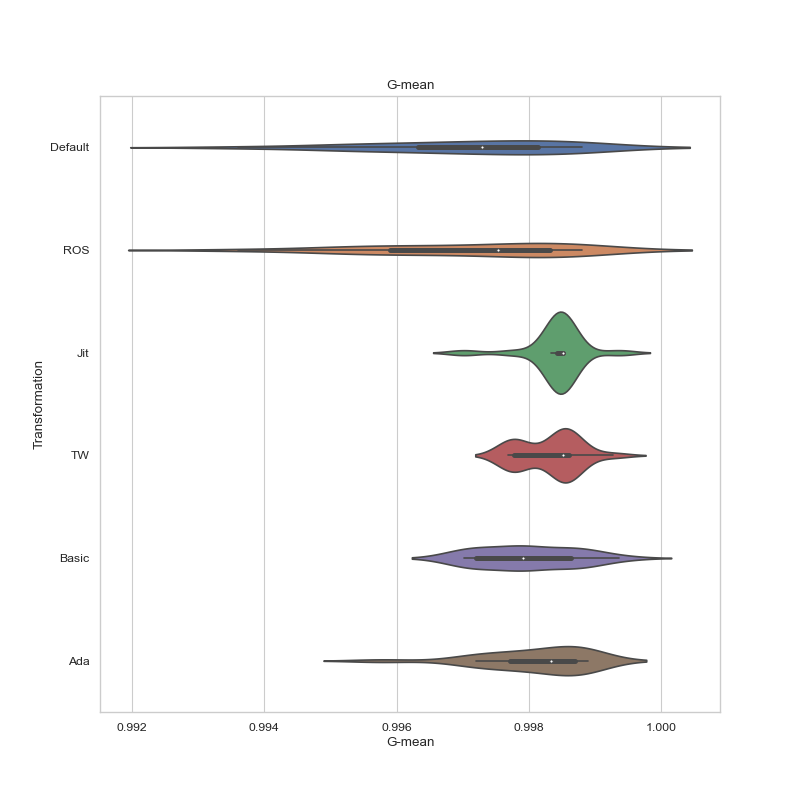 G-mean
Default
ROS
Jit
TW
Basic
Ada
Transformation
0.992 0.994 0.996 0.998 1.000
G-mean